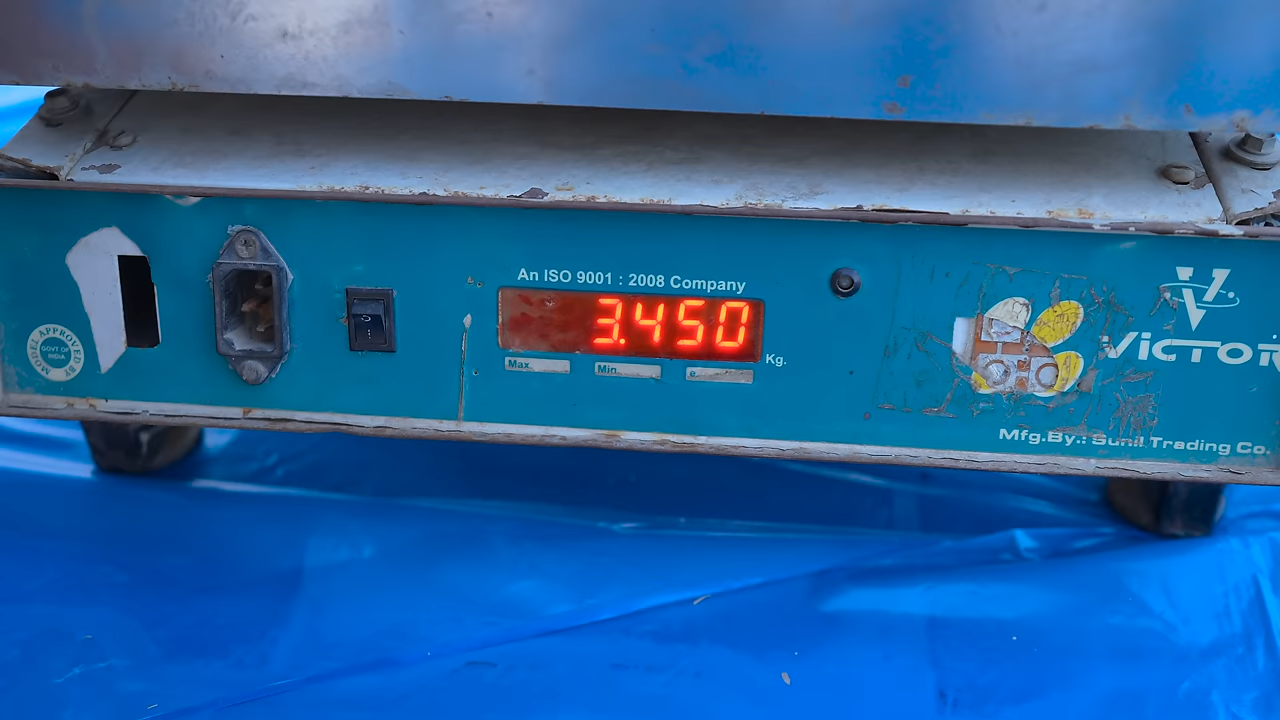 An ISO 9001 : 2008 Company
3.450
Kg.
Max
Min
e
MODEL APPROVED BY
GOVT OF
INDIA
VICTOR
Mfg.By.: Sunil Trading Co.